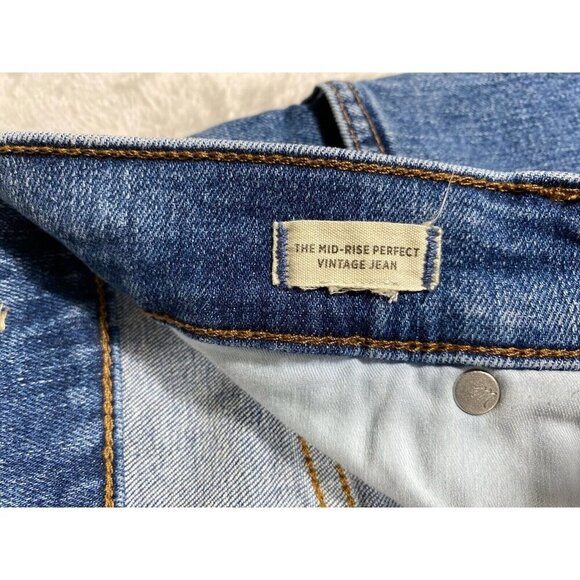 THE MID-RISE PERFECT
VINTAGE JEAN